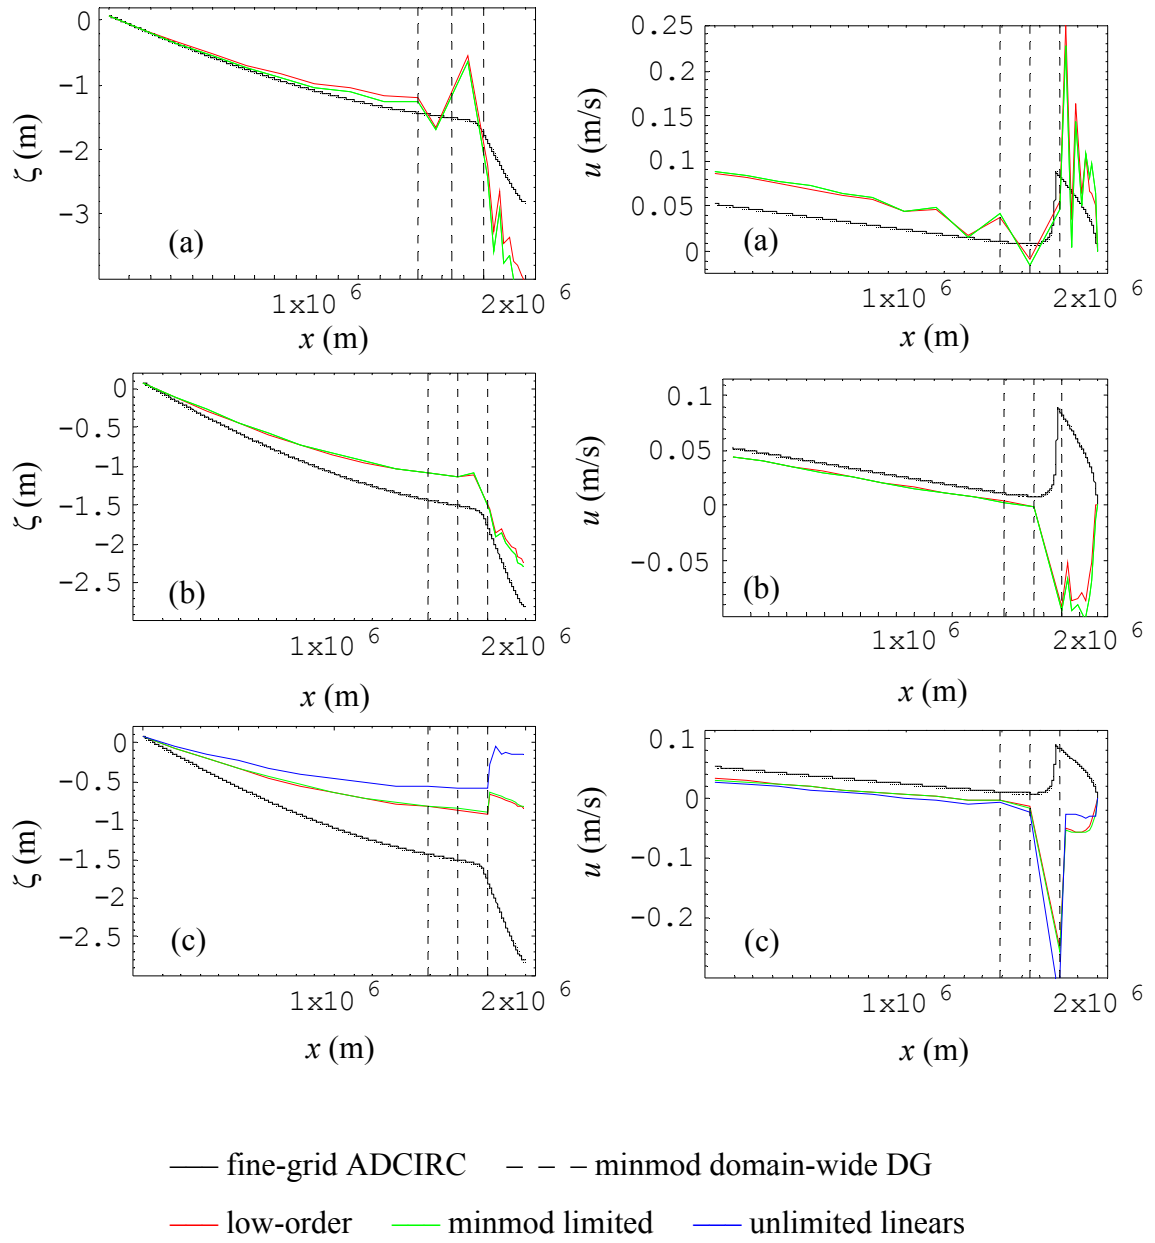 0
−1
−2
−3
ζ (m)
(a)
1x10 6
2x10 6
x (m)
0.25
0.2
0.15
0.1
0.05
0
u (m/s)
(a)
1x10 6
2x10 6
x (m)
0
−0.5
−1
−1.5
−2
−2.5
ζ (m)
(b)
1x10 6
2x10 6
x (m)
0.1
0.05
0
−0.05
u (m/s)
(b)
1x10 6
2x10 6
x (m)
0
−0.5
−1
−1.5
−2
−2.5
ζ (m)
(c)
1x10 6
2x10 6
x (m)
0.1
0
−0.1
−0.2
u (m/s)
(c)
1x10 6
2x10 6
x (m)
fine-grid ADCIRC
minmod domain-wide DG
low-order
minmod limited
unlimited linears